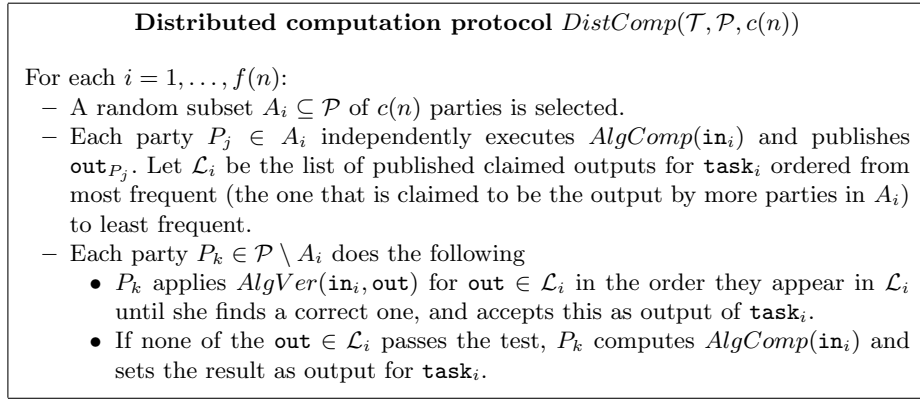 Distributed computation protocol DistComp(𝒯, 𝒫, c(n))
For each i = 1, . . . , f(n):
– A random subset A_i ⊆ 𝒫 of c(n) parties is selected.
– Each party P_j ∈ A_i independently executes AlgComp(in_i) and publishes
out_{P_j}. Let ℒ_i be the list of published claimed outputs for task_i ordered from
most frequent (the one that is claimed to be the output by more parties in A_i)
to least frequent.
– Each party P_k ∈ 𝒫 \ A_i does the following
• P_k applies AlgVer(in_i, out) for out ∈ ℒ_i in the order they appear in ℒ_i
until she finds a correct one, and accepts this as output of task_i.
• If none of the out ∈ ℒ_i passes the test, P_k computes AlgComp(in_i) and
sets the result as output for task_i.